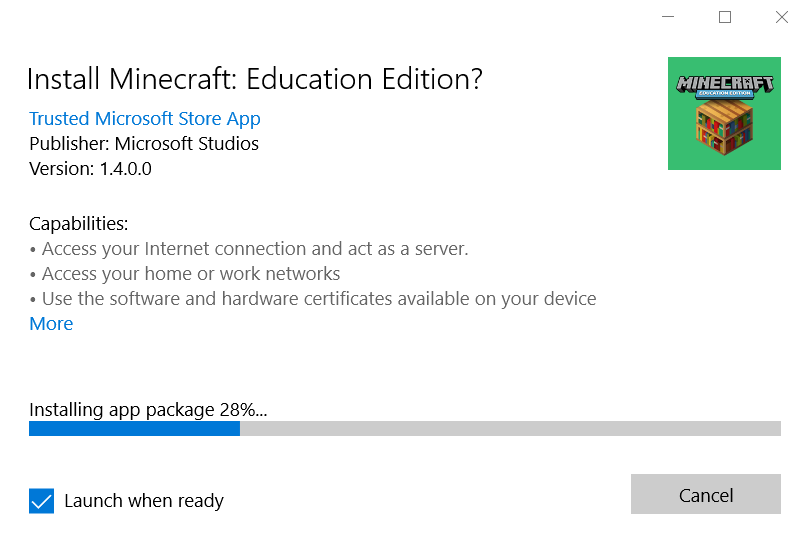 Install Minecraft: Education Edition?
MINECRAFT
EDUCATION EDITION
Trusted Microsoft Store App
Publisher: Microsoft Studios
Version: 1.4.0.0
Capabilities:
• Access your Internet connection and act as a server.
• Access your home or work networks
• Use the software and hardware certificates available on your device
More
Installing app package 28%...
Launch when ready
Cancel